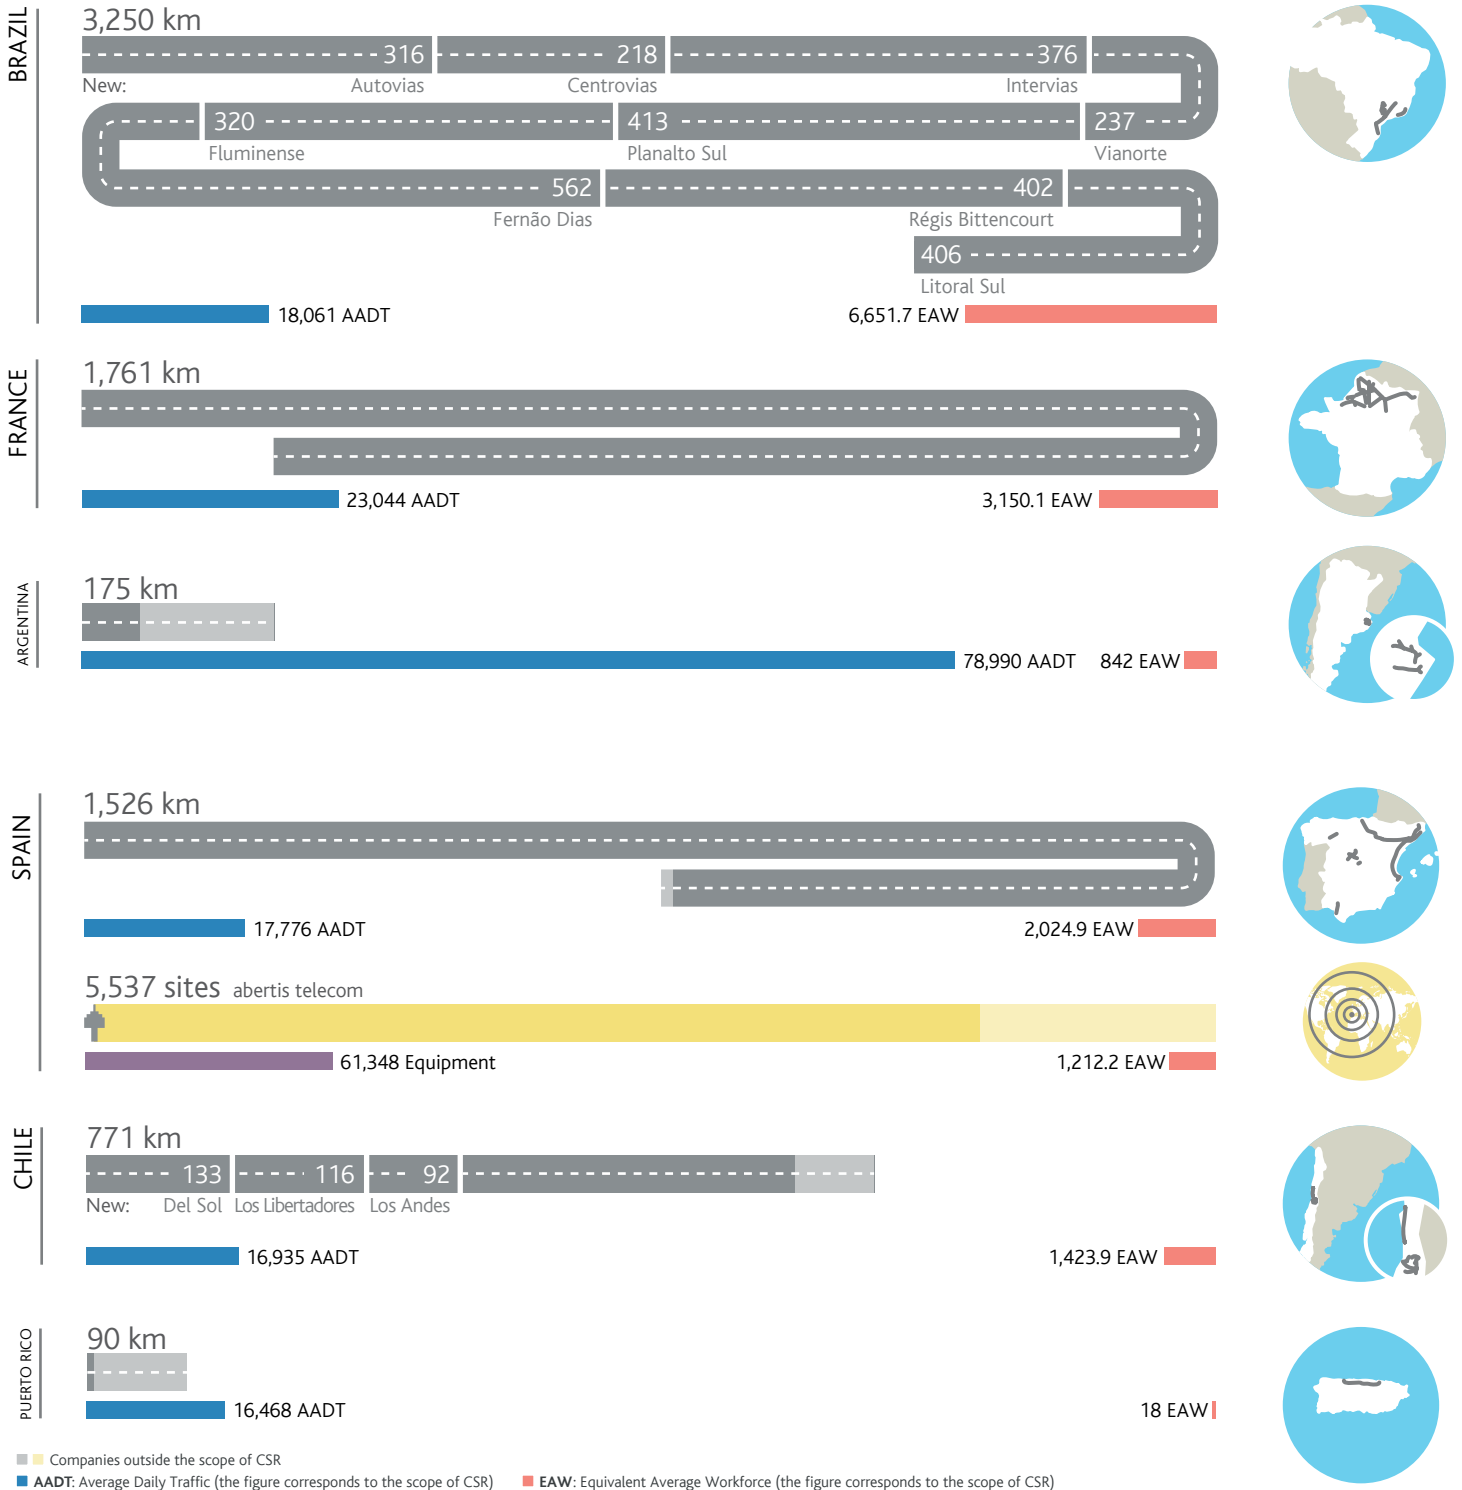 BRAZIL
3,250 km
316 218 376
New: Autovias Centrovias Intervias
320 413 237
Fluminense Planalto Sul Vianorte
562 402
Fernão Dias Régis Bittencourt
406
Litoral Sul
18,061 AADT 6,651.7 EAW
FRANCE
1,761 km
23,044 AADT 3,150.1 EAW
ARGENTINA
175 km
78,990 AADT 842 EAW
SPAIN
1,526 km
17,776 AADT 2,024.9 EAW
5,537 sites abertis telecom
61,348 Equipment 1,212.2 EAW
CHILE
771 km
133 116 92
New: Del Sol Los Libertadores Los Andes
16,935 AADT 1,423.9 EAW
PUERTO RICO
90 km
16,468 AADT 18 EAW
Companies outside the scope of CSR
AADT: Average Daily Traffic (the figure corresponds to the scope of CSR) EAW: Equivalent Average Workforce (the figure corresponds to the scope of CSR)